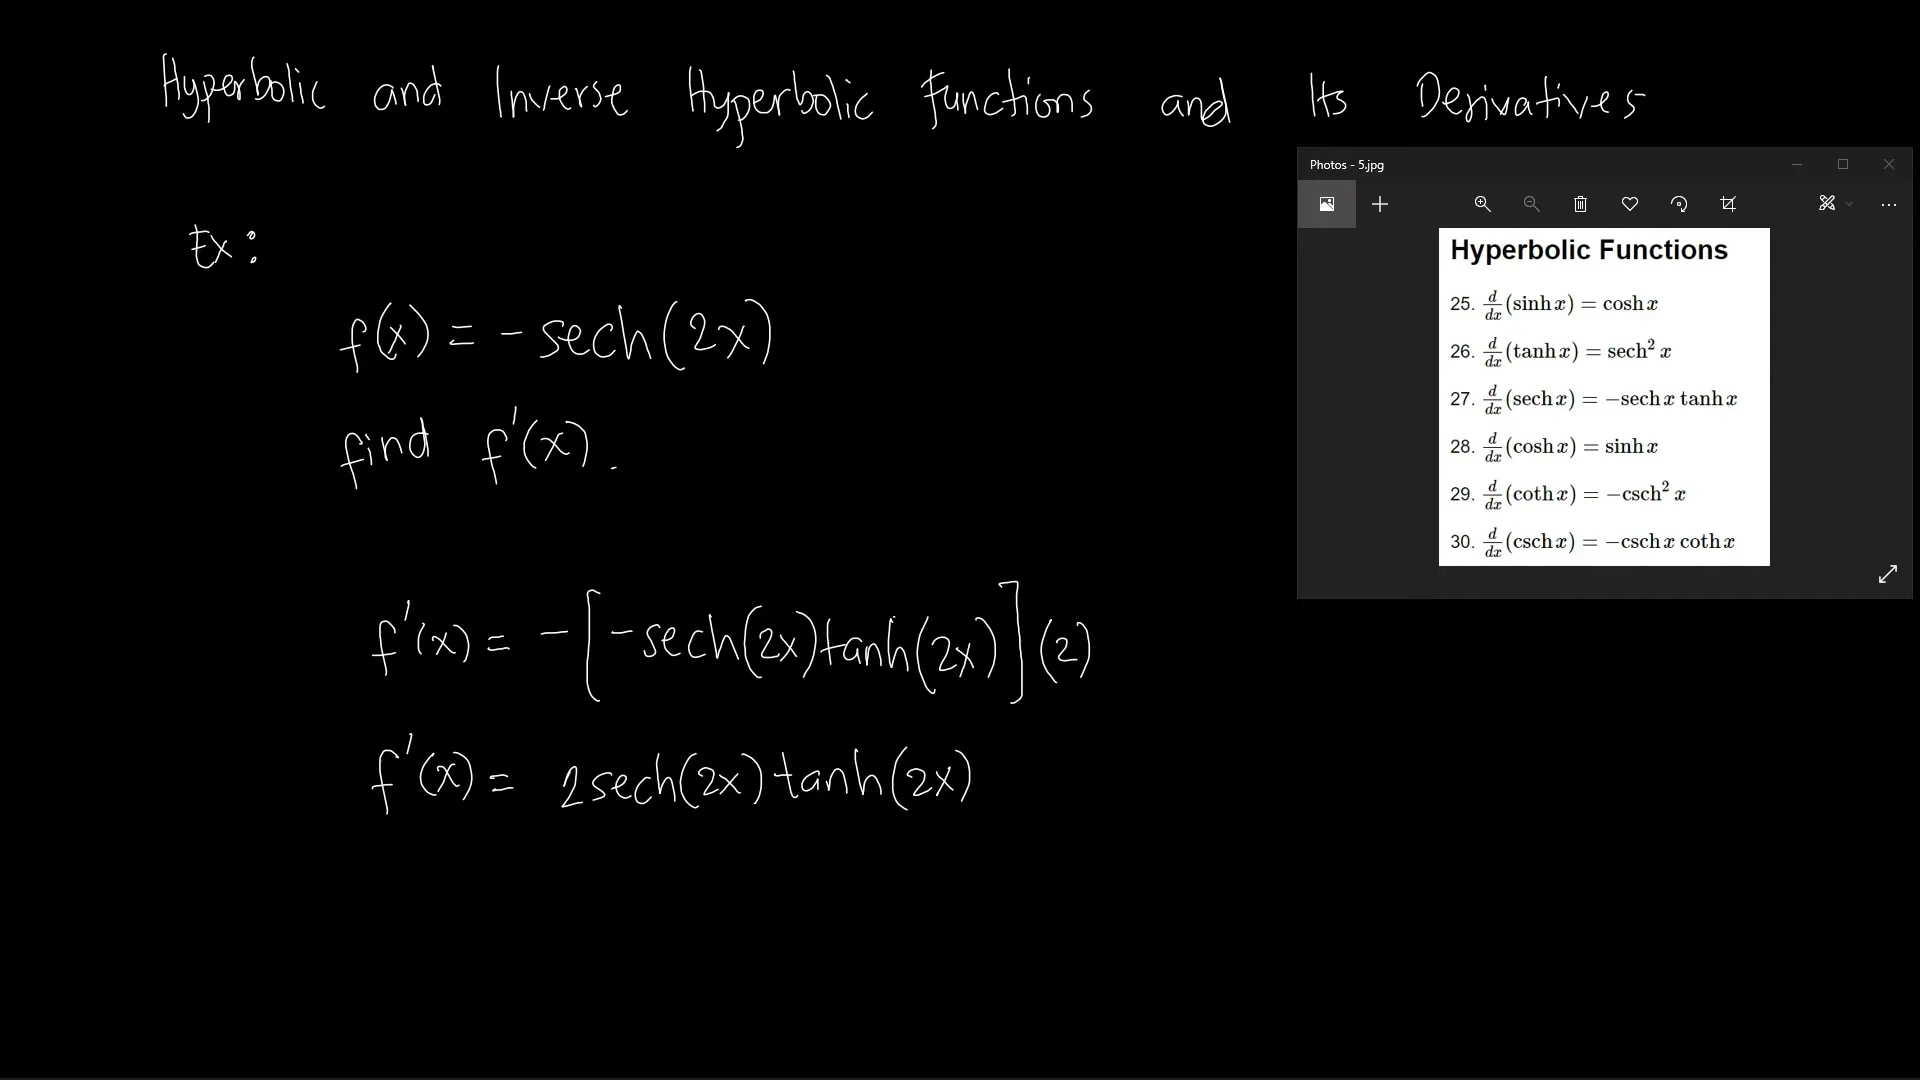 Hyperbolic and Inverse Hyperbolic Functions and Its Derivatives
Photos - 5.jpg
Ex:
Hyperbolic Functions
25. d/dx (sinh x) = cosh x
f(x) = - sech(2x)
26. d/dx (tanh x) = sech² x
27. d/dx (sech x) = −sech x tanh x
find f'(x).
28. d/dx (cosh x) = sinh x
29. d/dx (coth x) = −csch² x
30. d/dx (csch x) = −csch x coth x
f'(x) = - [-sech(2x)tanh(2x)](2)
f'(x) = 2sech(2x)tanh(2x)